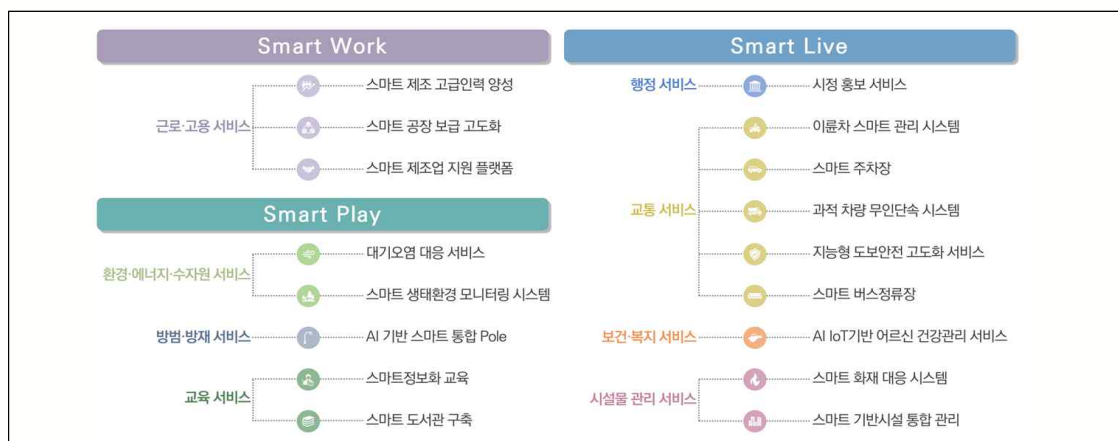 Smart Work
근로·고용 서비스
스마트 제조 고급인력 양성
스마트 공장 보급 고도화
스마트 제조업 지원 플랫폼
Smart Play
환경·에너지·수자원 서비스
대기오염 대응 서비스
스마트 생태환경 모니터링 시스템
방범·방재 서비스
AI 기반 스마트 통합 Pole
교육 서비스
스마트정보화 교육
스마트 도서관 구축
Smart Live
행정 서비스
시정 홍보 서비스
교통 서비스
이륜차 스마트 관리 시스템
스마트 주차장
과적 차량 무인단속 시스템
지능형 도보안전 고도화 서비스
스마트 버스정류장
보건·복지 서비스
AI IoT기반 어르신 건강관리 서비스
시설물 관리 서비스
스마트 화재 대응 시스템
스마트 기반시설 통합 관리